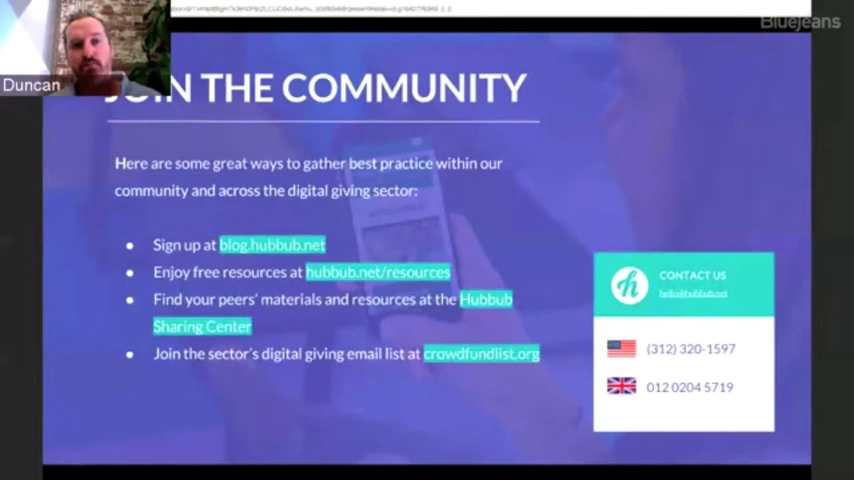 BlueJeans
Duncan
JOIN THE COMMUNITY
Here are some great ways to gather best practice within our
community and across the digital giving sector:
● Sign up at blog.hubbub.net
● Enjoy free resources at hubbub.net/resources
● Find your peers' materials and resources at the Hubbub
Sharing Center
● Join the sector's digital giving email list at crowdfundlist.org
h
CONTACT US
hello@hubbub.net
(312) 320-1597
012 0204 5719